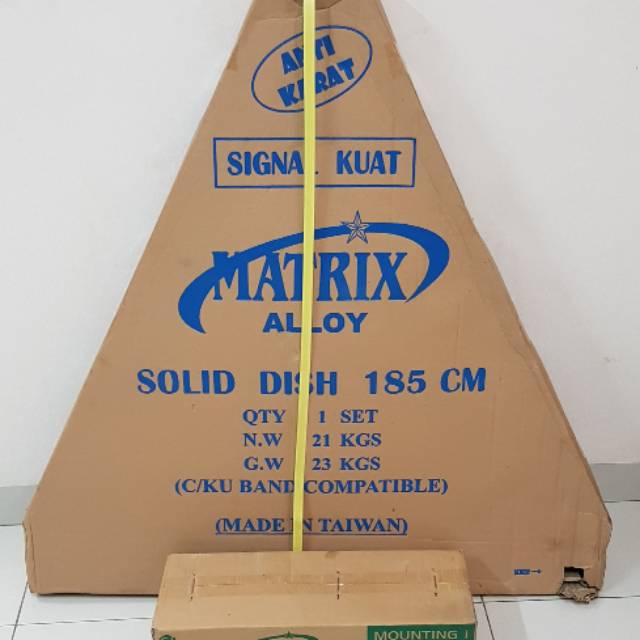 ANTI
KARAT
SIGNAL KUAT
MATRIX
ALLOY
SOLID DISH 185 CM
QTY 1 SET
N.W 21 KGS
G.W 23 KGS
(C/KU BAND COMPATIBLE)
(MADE IN TAIWAN)
MOUNTING